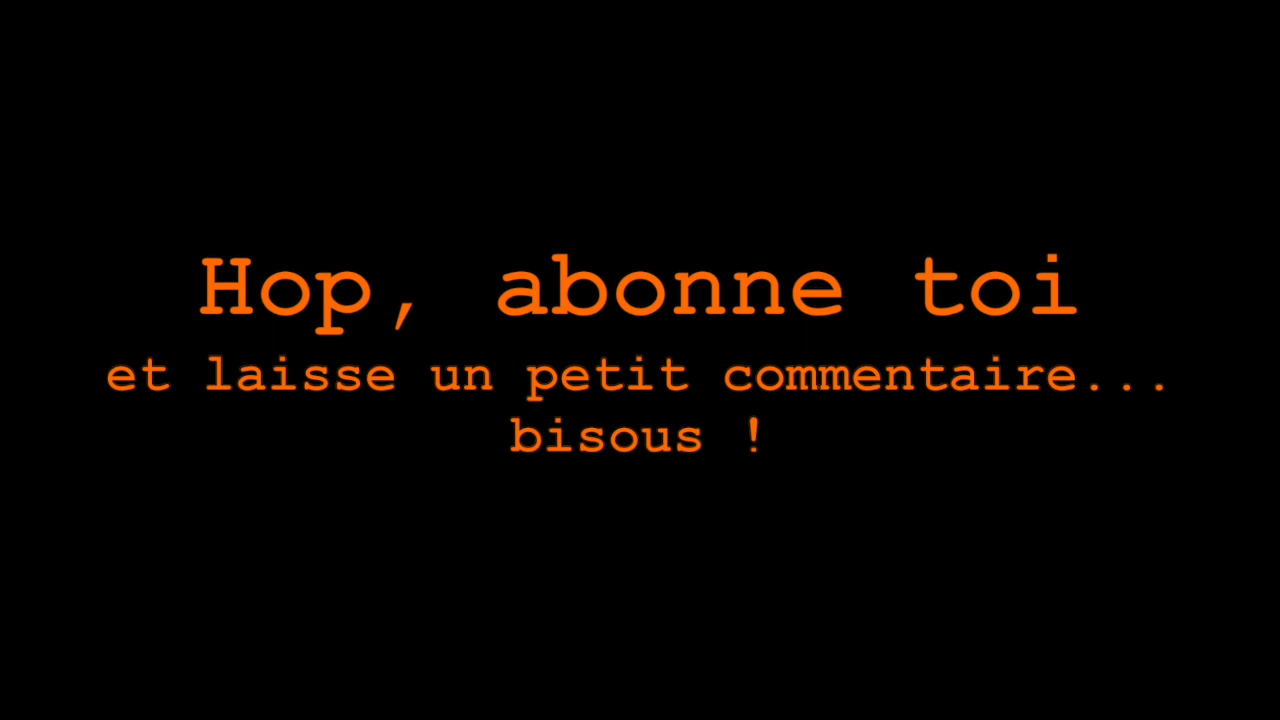 Hop, abonne toi
et laisse un petit commentaire...
bisous !